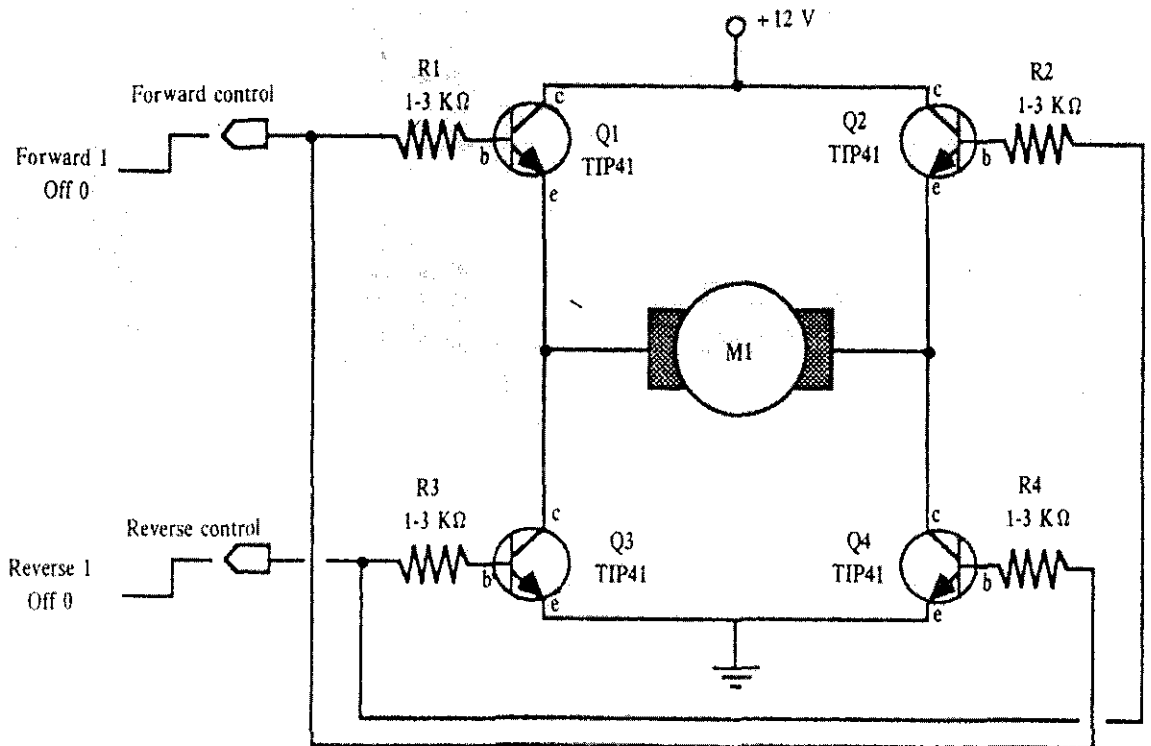 +12 V
R1
1-3 KΩ
R2
1-3 KΩ
Forward control
c
c
Q1
TIP41
Q2
TIP41
b
b
Forward 1
Off 0
e
e
M1
R3
1-3 KΩ
R4
1-3 KΩ
Reverse control
c
c
Q3
TIP41
Q4
TIP41
Reverse 1
Off 0
b
b
e
e